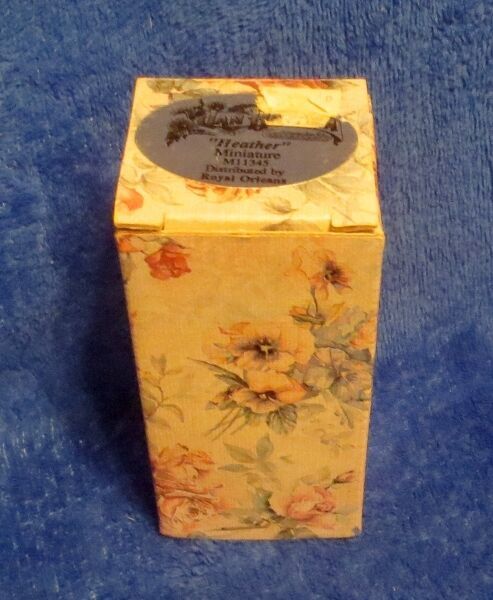 "Heather"
Miniature
M11345
Distributed by
Royal Orleans